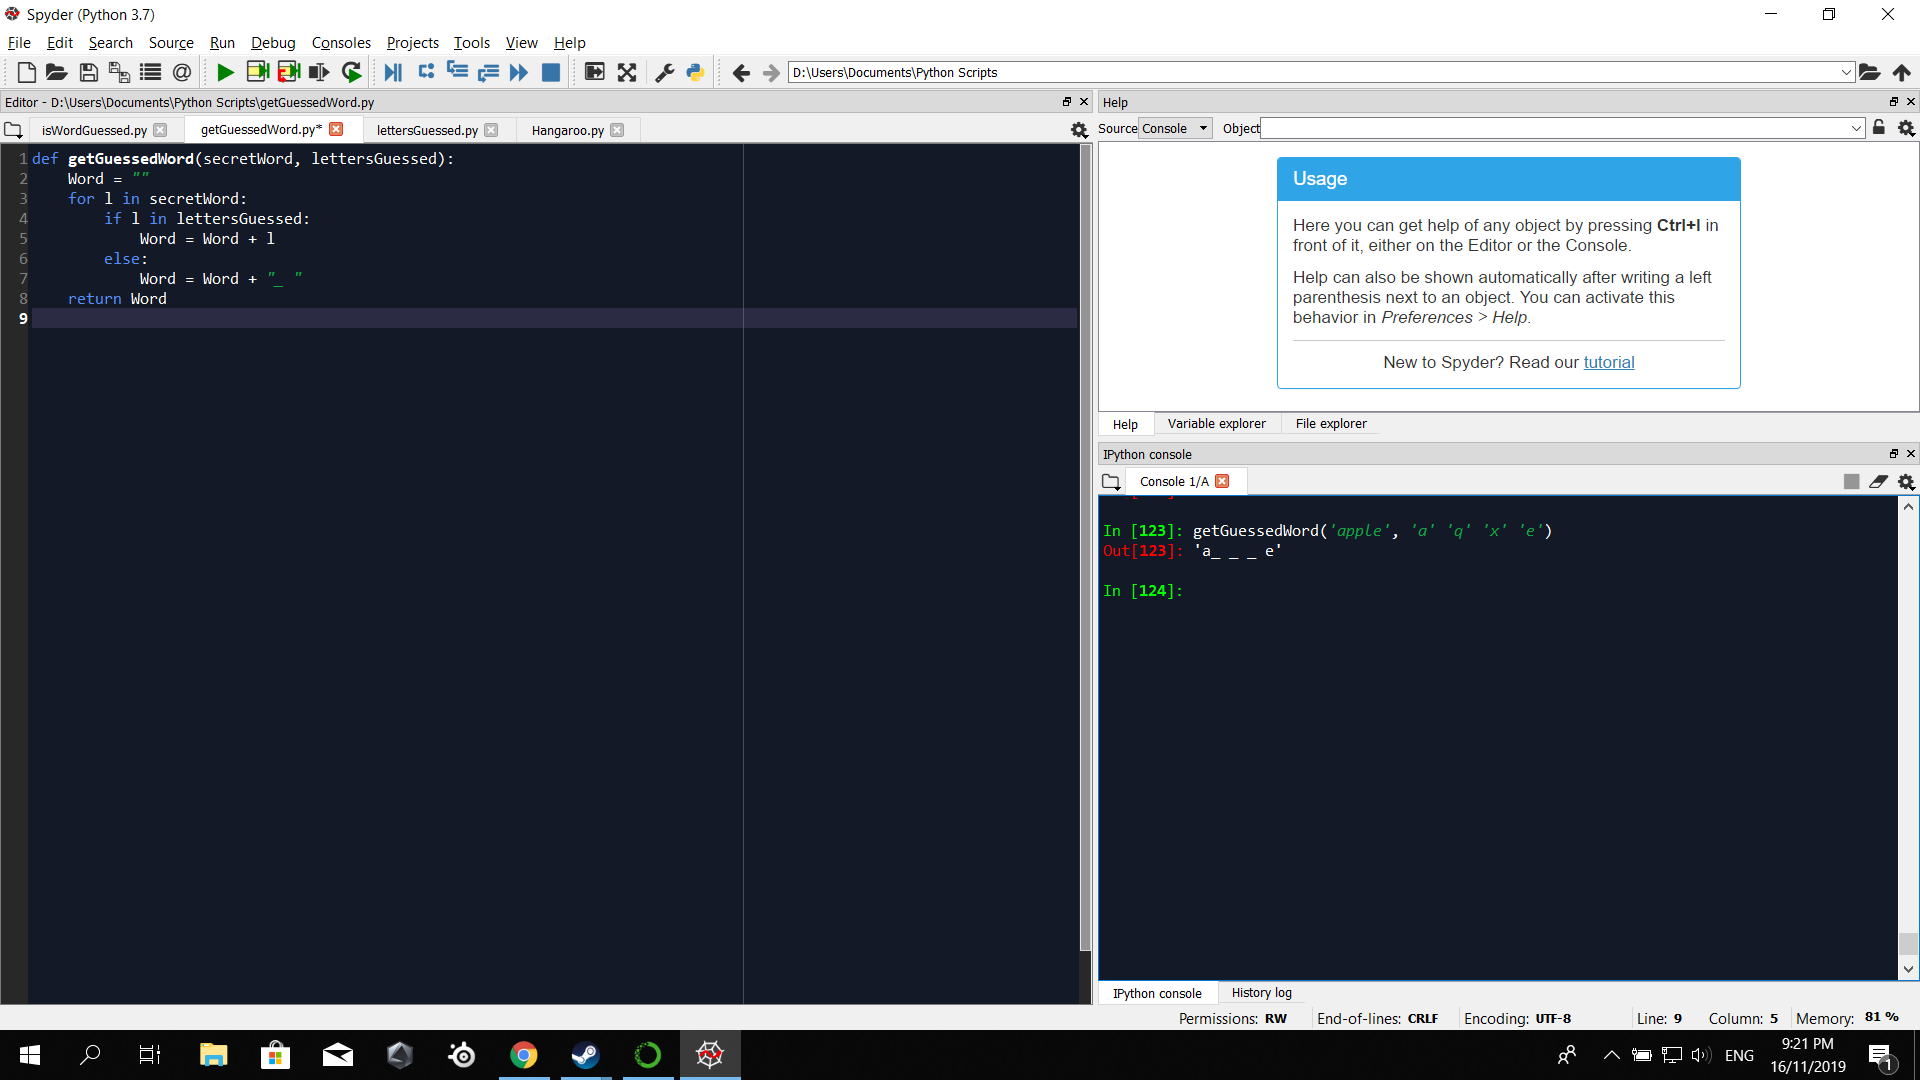 Spyder (Python 3.7)
File Edit Search Source Run Debug Consoles Projects Tools View Help
D:\Users\Documents\Python Scripts
Editor - D:\Users\Documents\Python Scripts\getGuessedWord.py
isWordGuessed.py getGuessedWord.py* lettersGuessed.py Hangaroo.py
1 def getGuessedWord(secretWord, lettersGuessed):
2     Word = ""
3     for l in secretWord:
4         if l in lettersGuessed:
5             Word = Word + l
6         else:
7             Word = Word + "_ "
8     return Word
9
Help
Source Console Object
Usage
Here you can get help of any object by pressing Ctrl+I in
front of it, either on the Editor or the Console.
Help can also be shown automatically after writing a left
parenthesis next to an object. You can activate this
behavior in Preferences > Help.
New to Spyder? Read our tutorial
Help Variable explorer File explorer
IPython console
Console 1/A
In [123]: getGuessedWord('apple', 'a' 'q' 'x' 'e')
Out[123]: 'a_ _ _ e'
In [124]:
IPython console History log
Permissions: RW End-of-lines: CRLF Encoding: UTF-8 Line: 9 Column: 5 Memory: 81 %
ENG
9:21 PM
16/11/2019
1